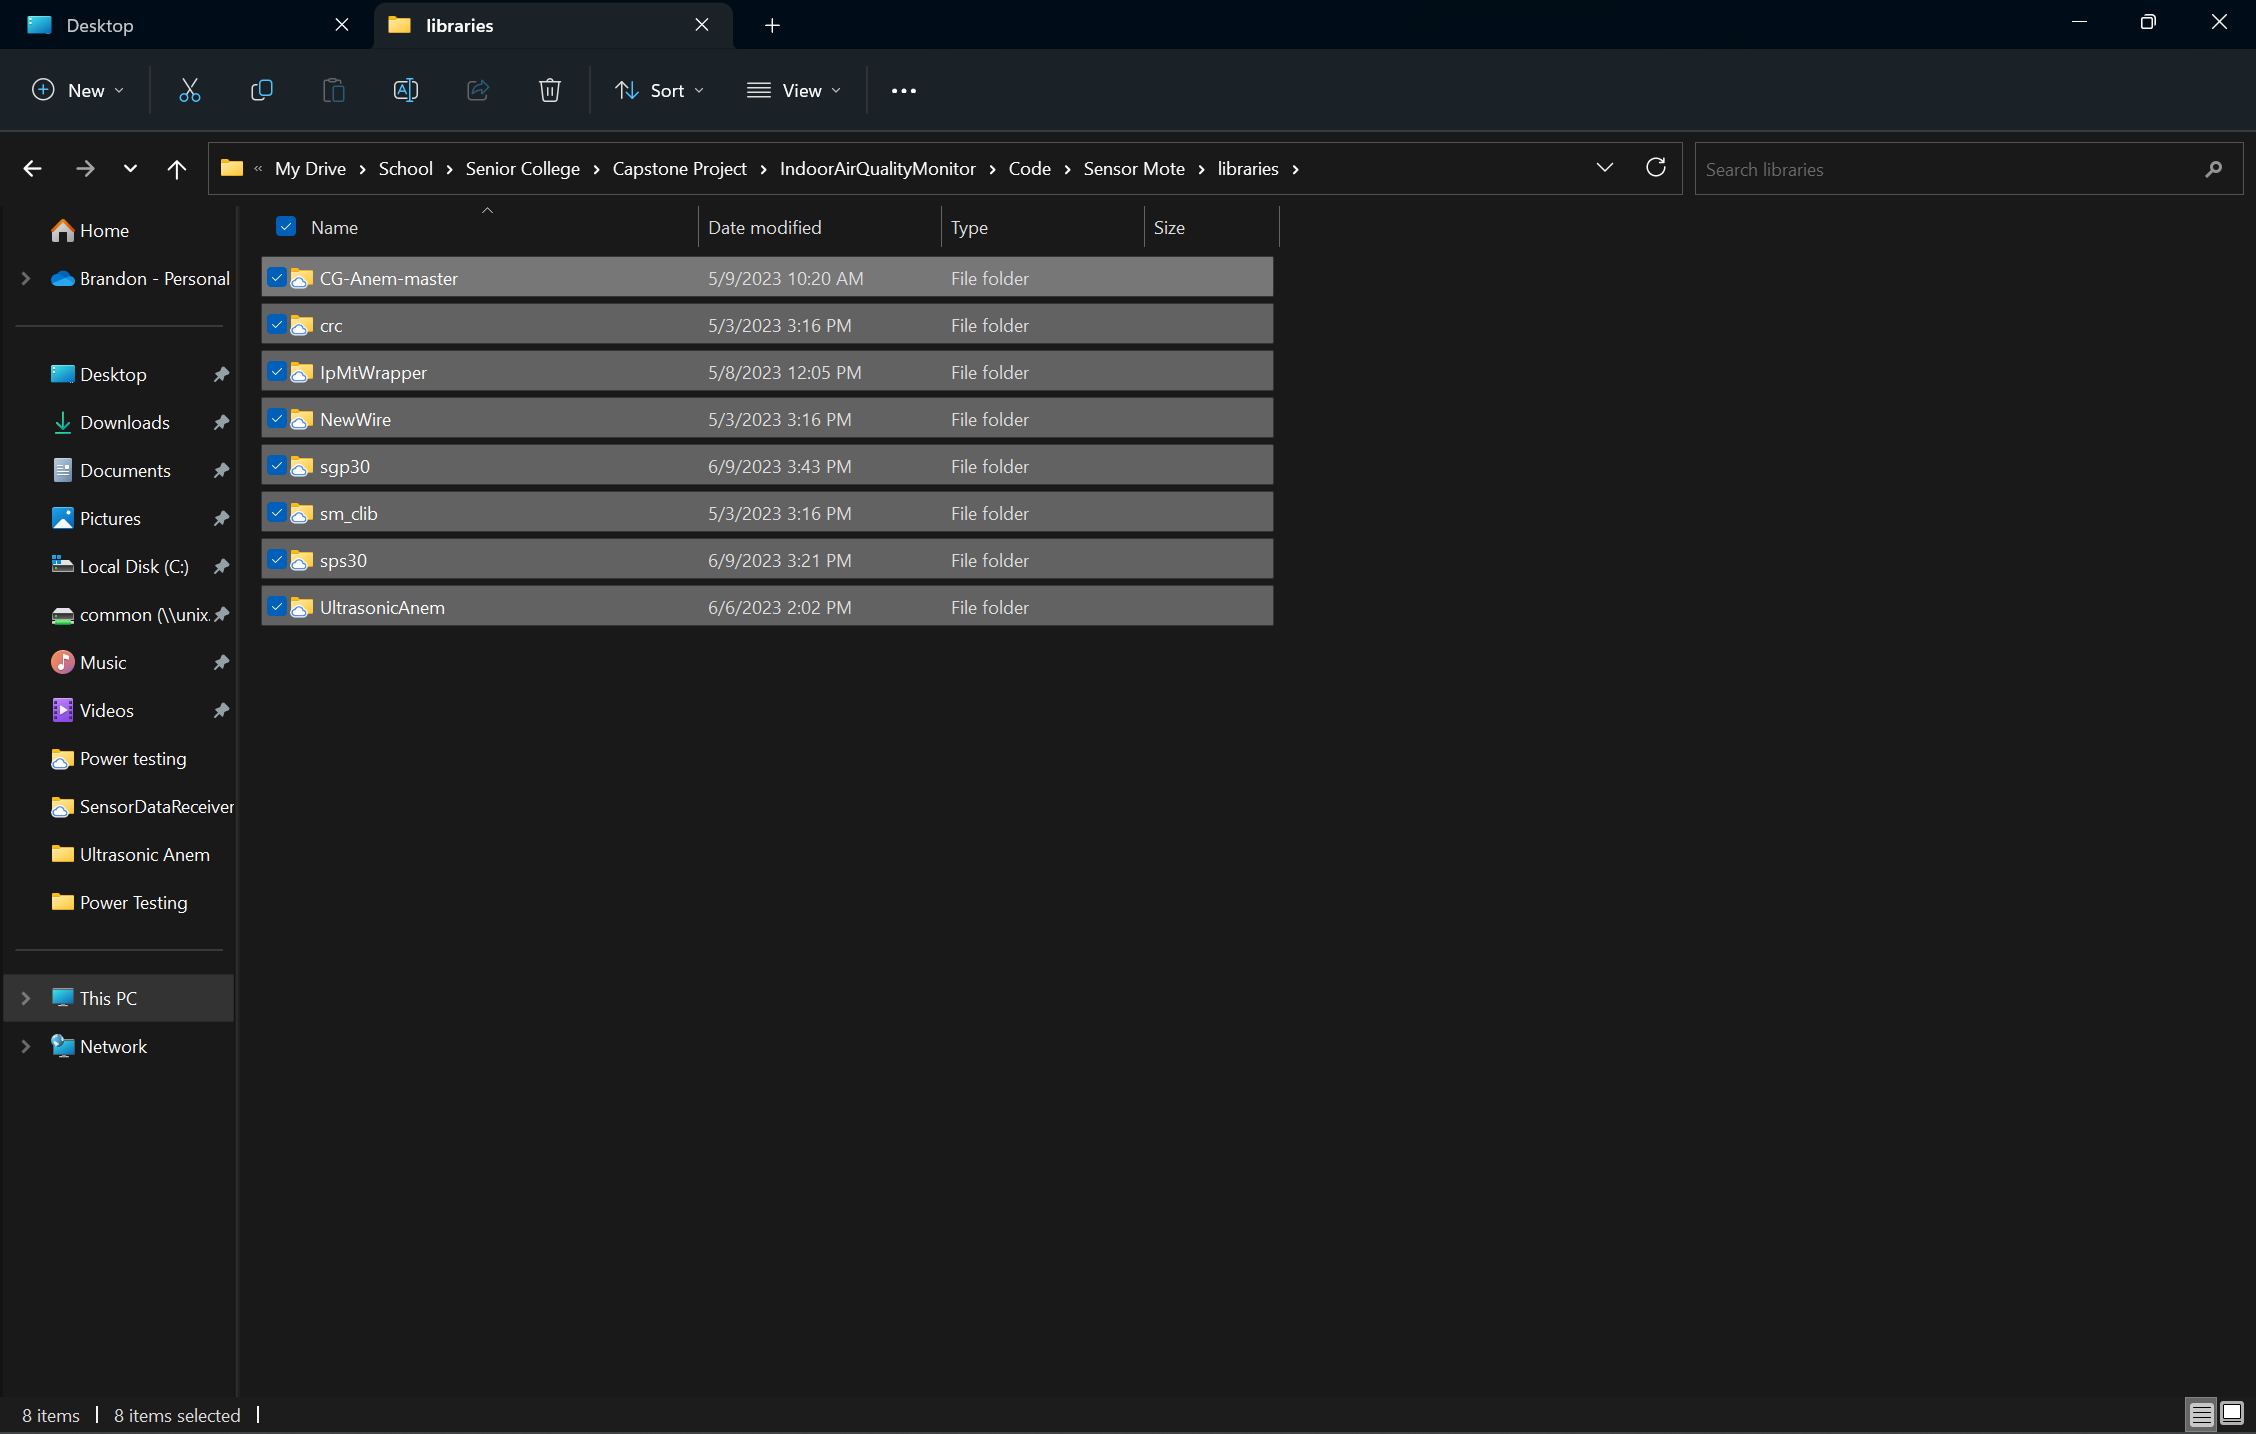 Desktop
libraries
New
Sort
View
« My Drive > School > Senior College > Capstone Project > IndoorAirQualityMonitor > Code > Sensor Mote > libraries >
Search libraries
Name Date modified Type Size
CG-Anem-master 5/9/2023 10:20 AM File folder
crc 5/3/2023 3:16 PM File folder
IpMtWrapper 5/8/2023 12:05 PM File folder
NewWire 5/3/2023 3:16 PM File folder
sgp30 6/9/2023 3:43 PM File folder
sm_clib 5/3/2023 3:16 PM File folder
sps30 6/9/2023 3:21 PM File folder
UltrasonicAnem 6/6/2023 2:02 PM File folder
Home
Brandon - Personal
Desktop
Downloads
Documents
Pictures
Local Disk (C:)
common (\\unix.
Music
Videos
Power testing
SensorDataReceiver
Ultrasonic Anem
Power Testing
This PC
Network
8 items | 8 items selected |